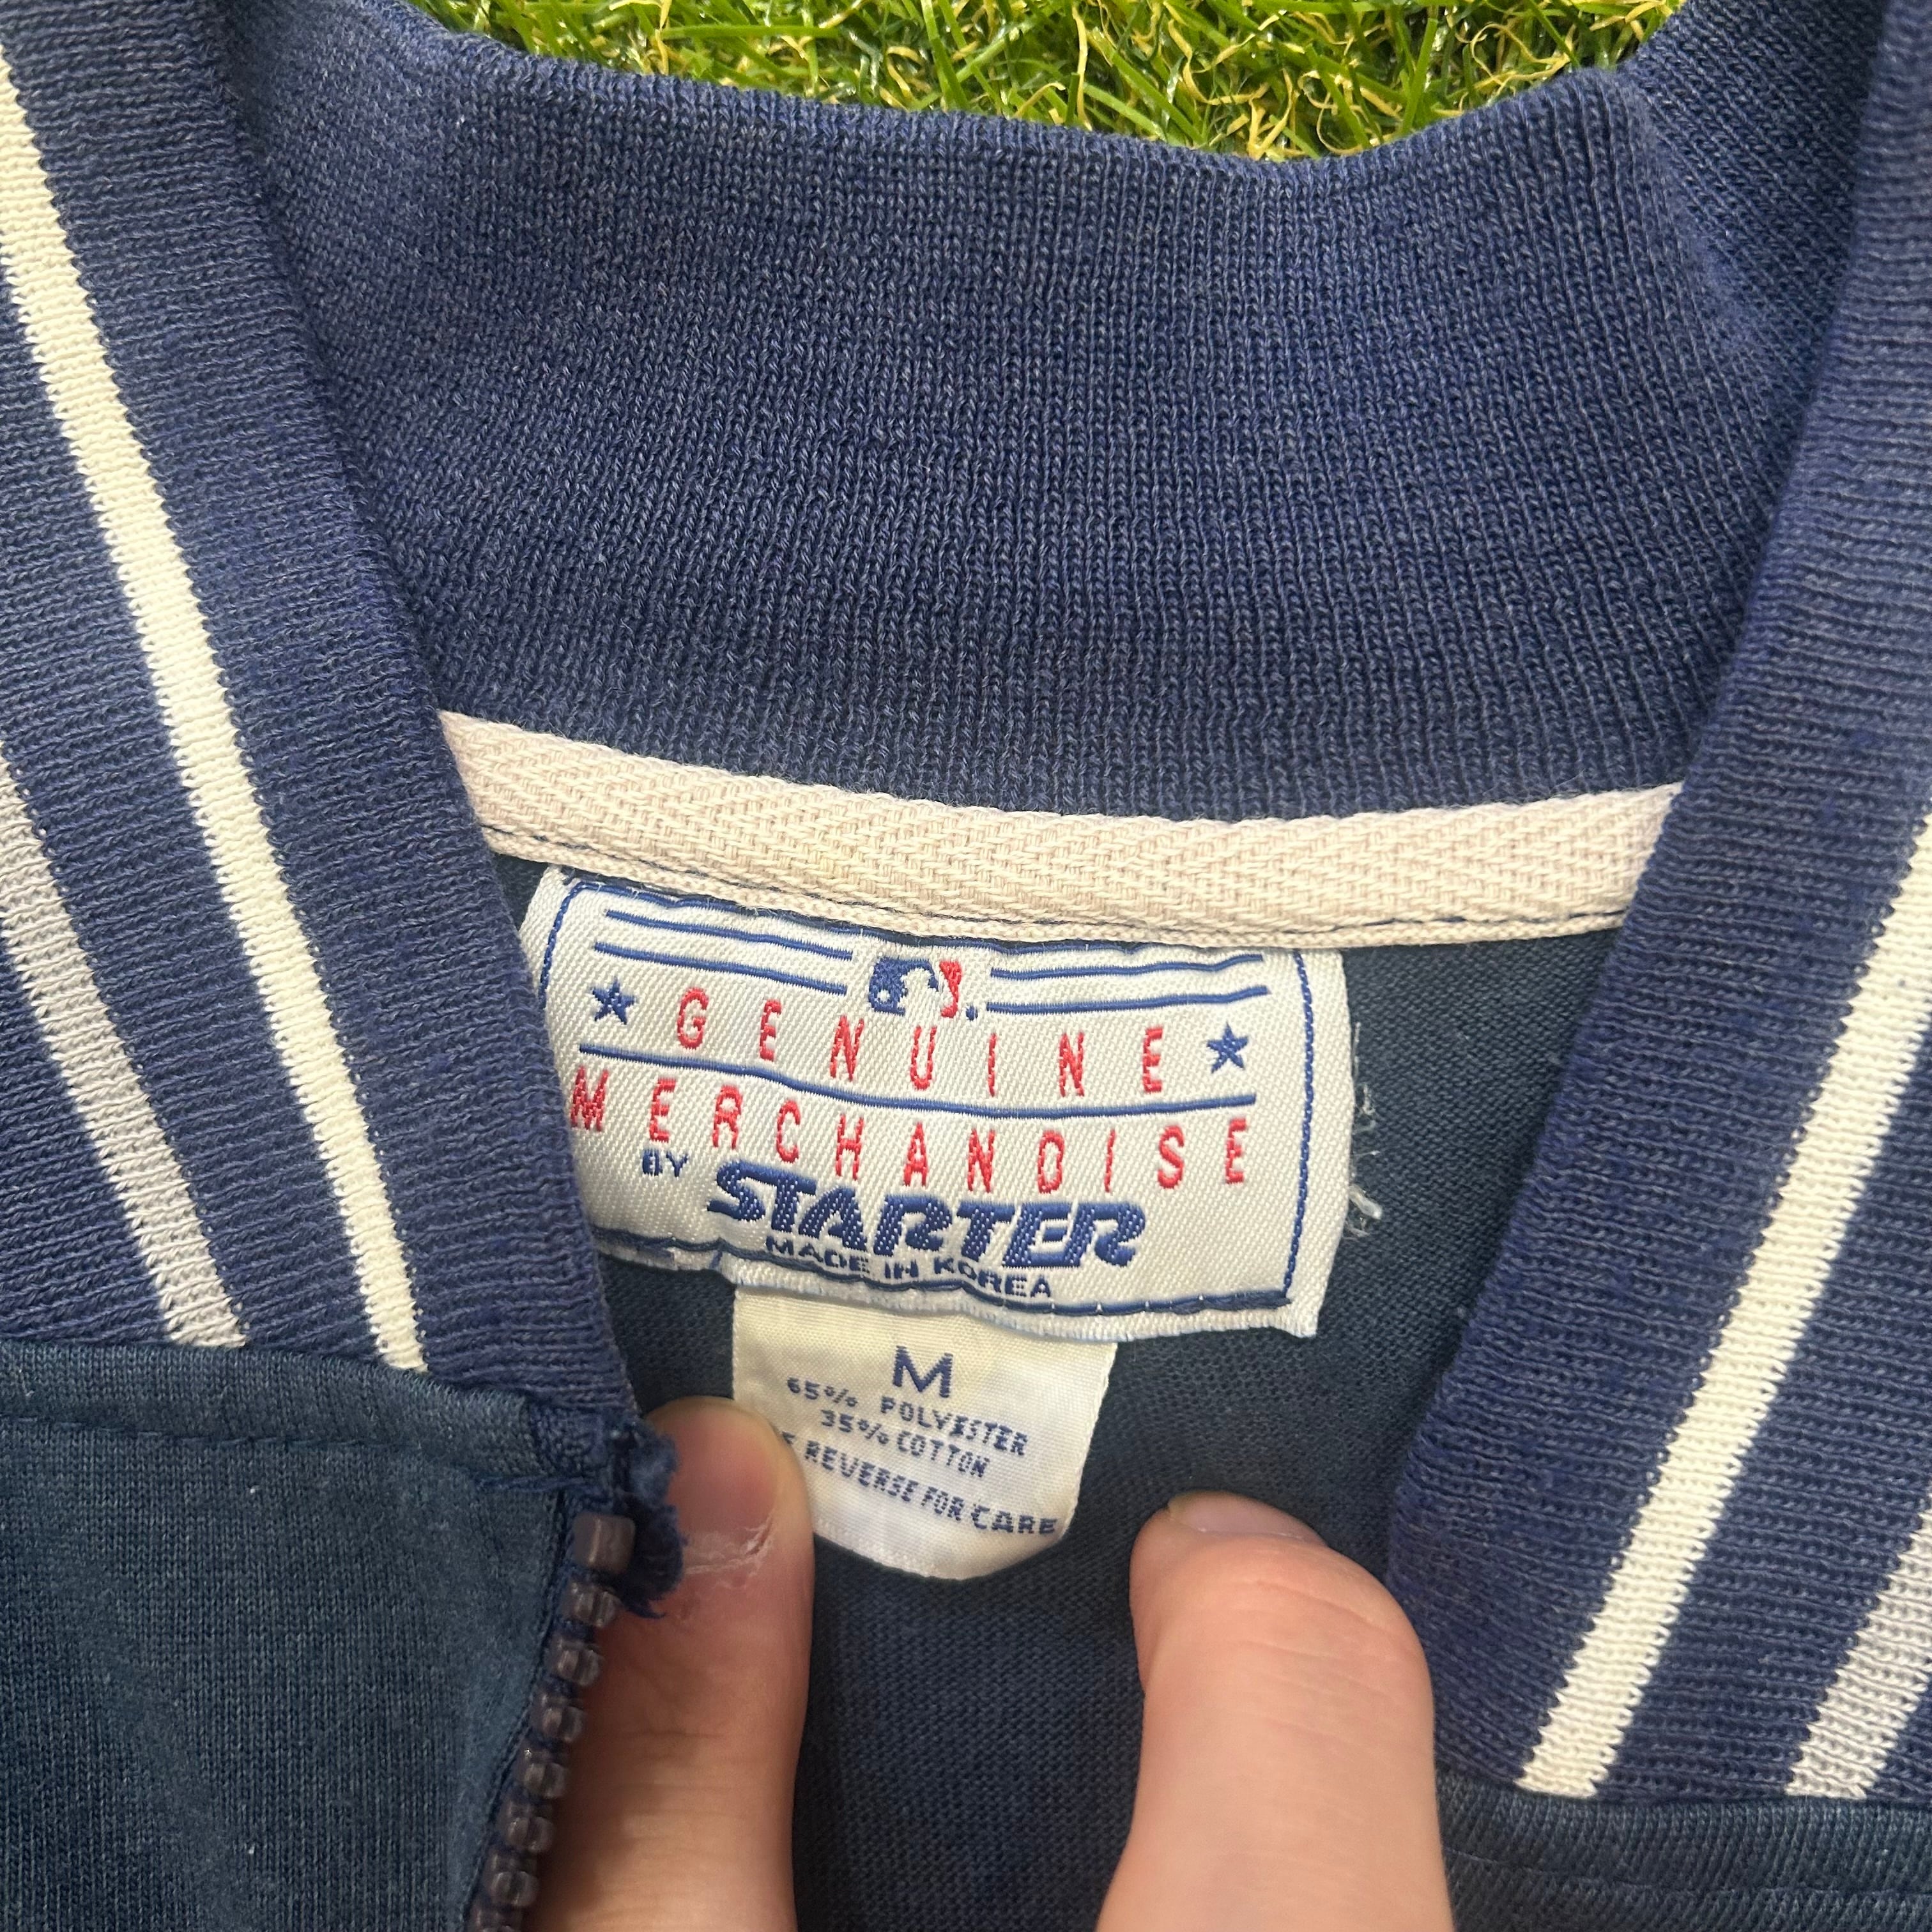 GENUINE
MERCHANDISE
BY STARTER
MADE IN KOREA
M
65% POLYESTER
35% COTTON
REVERSE FOR CARE